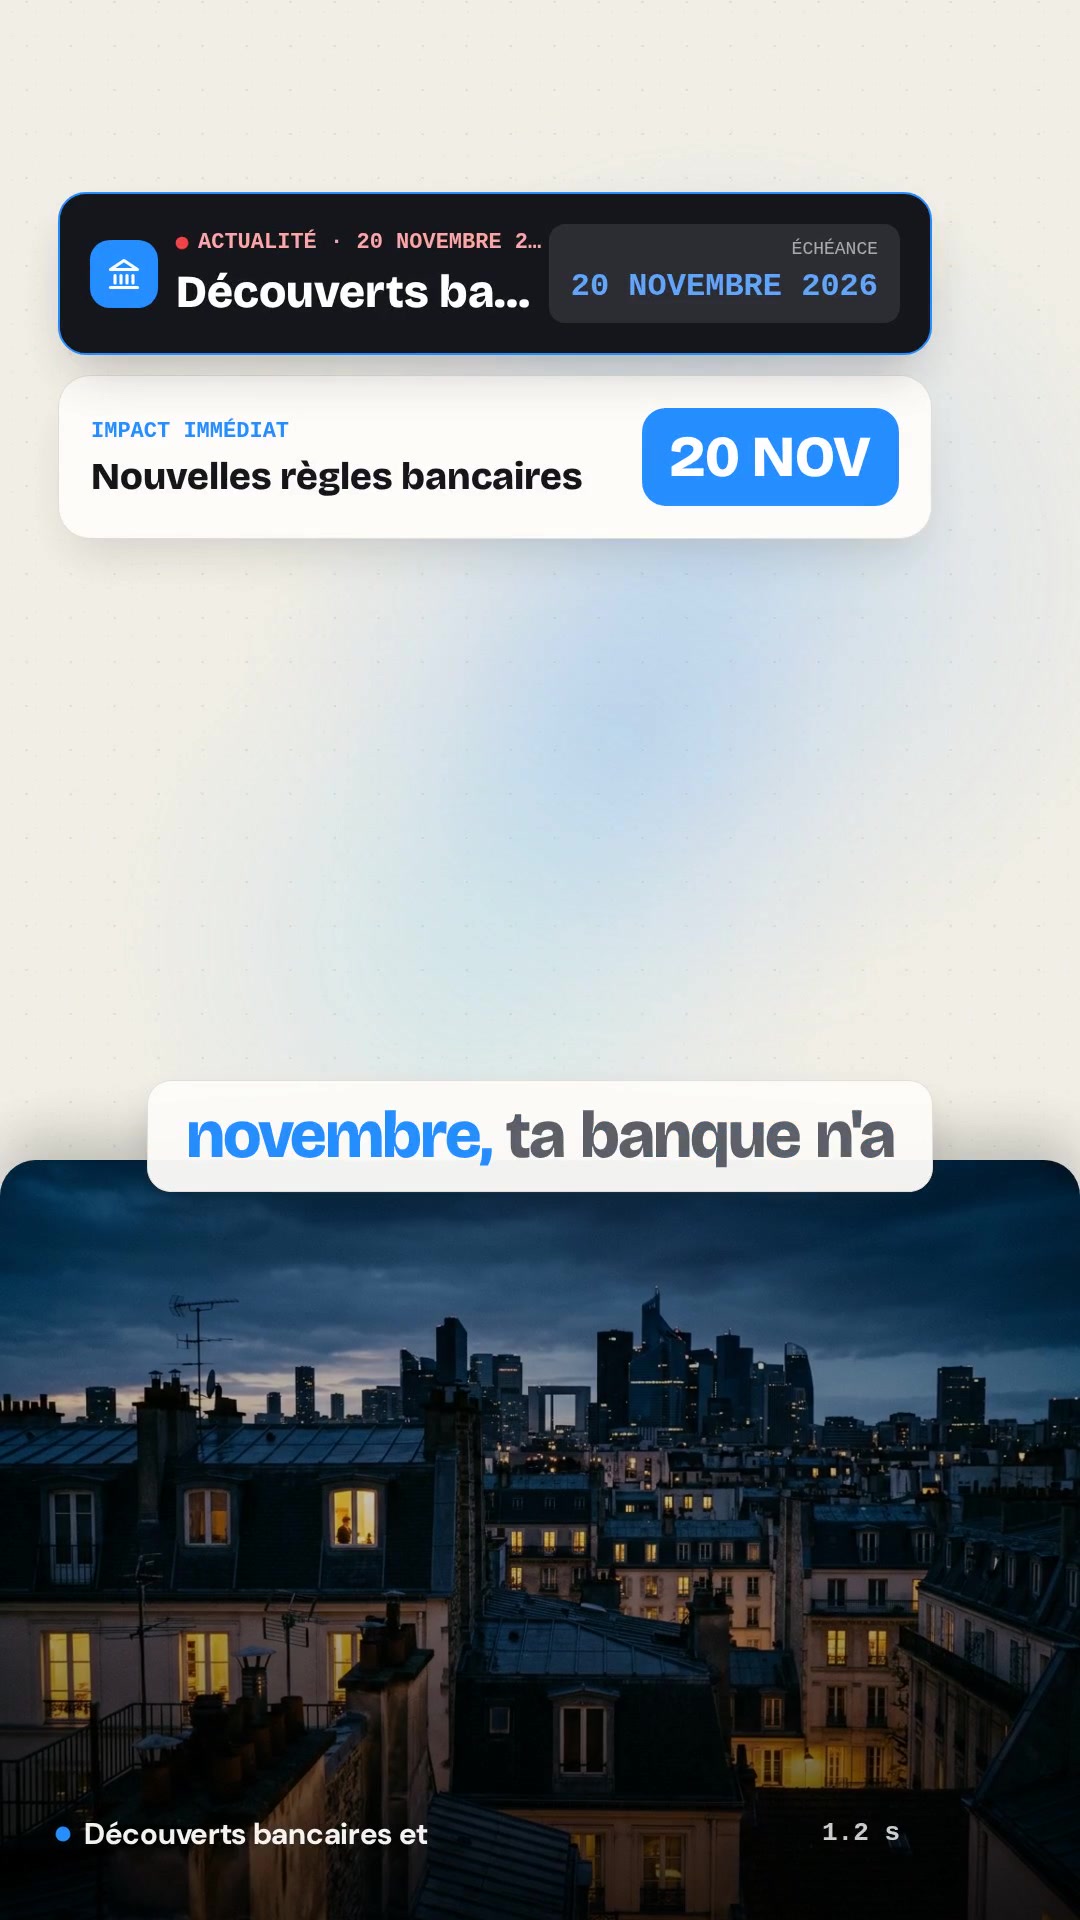 ACTUALITÉ · 20 NOVEMBRE 2…
Découverts ba…
ÉCHÉANCE
20 NOVEMBRE 2026
IMPACT IMMÉDIAT
Nouvelles règles bancaires
20 NOV
novembre, ta banque n'a
Découverts bancaires et
1.2 s